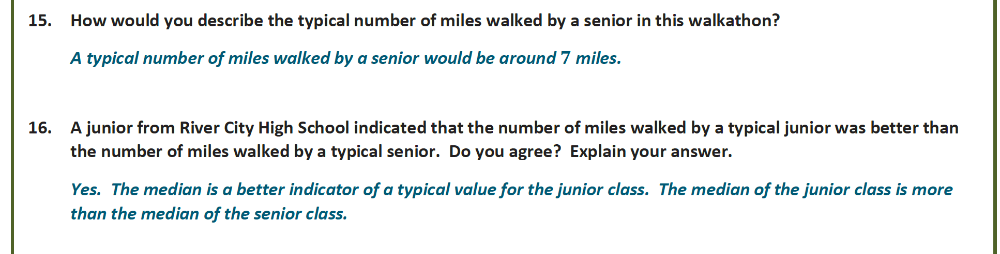 15. How would you describe the typical number of miles walked by a senior in this walkathon?
A typical number of miles walked by a senior would be around 7 miles.
16. A junior from River City High School indicated that the number of miles walked by a typical junior was better than
the number of miles walked by a typical senior. Do you agree? Explain your answer.
Yes. The median is a better indicator of a typical value for the junior class. The median of the junior class is more
than the median of the senior class.